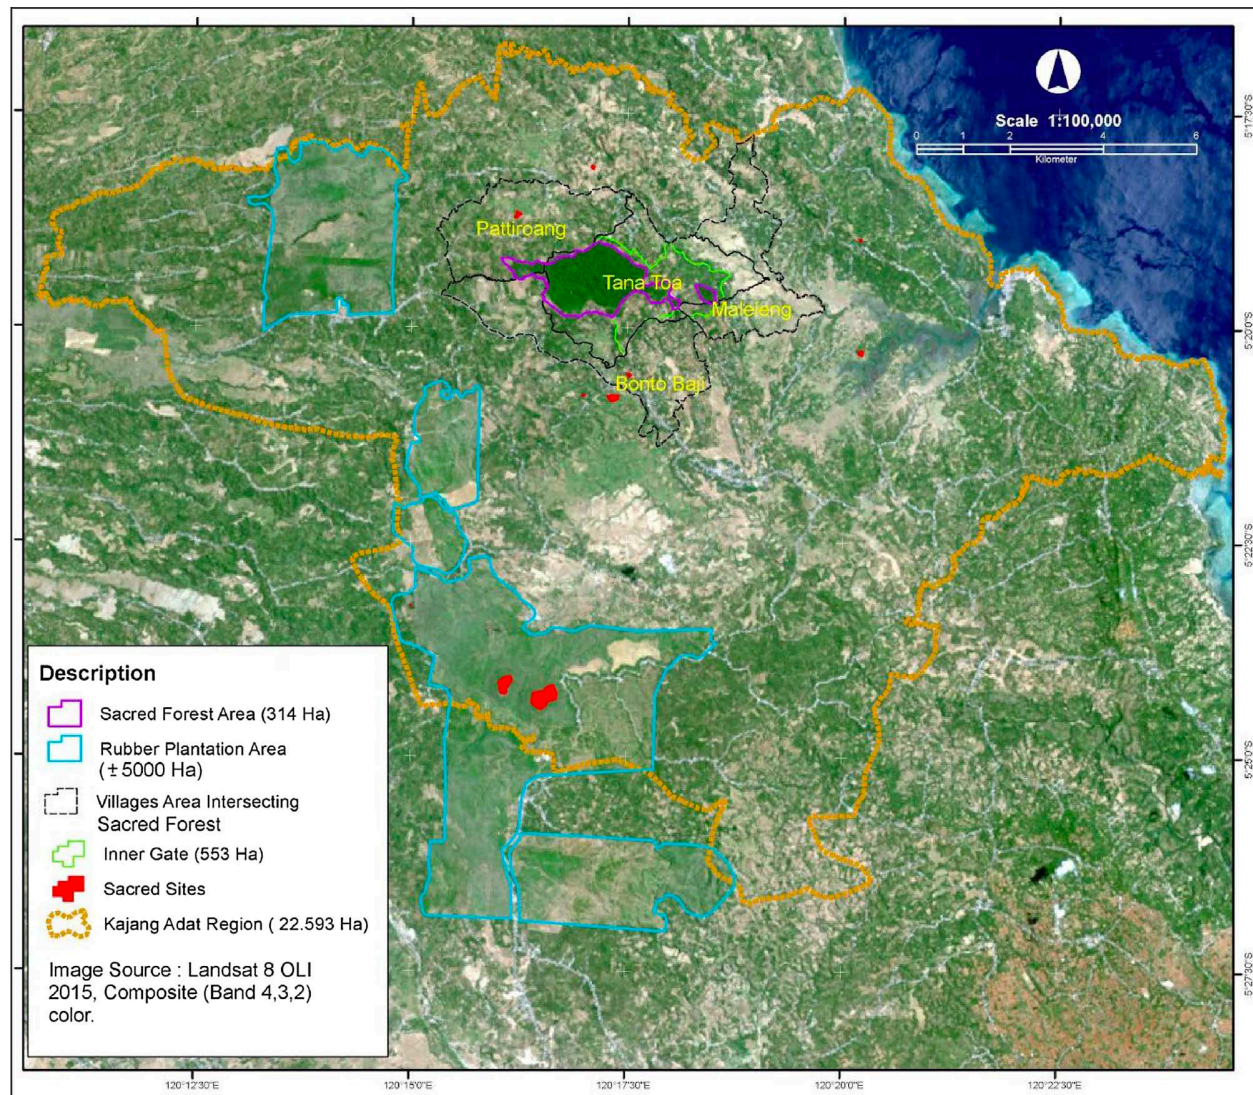 Scale 1:100,000
0 1 2 4 6
Kilometer
Pattiroang
Tana Toa
Maleleng
Bonto Baji
5°17'30"S
5°20'0"S
5°22'30"S
5°25'0"S
5°27'30"S
Description
Sacred Forest Area (314 Ha)
Rubber Plantation Area
(±5000 Ha)
Villages Area Intersecting
Sacred Forest
Inner Gate (553 Ha)
Sacred Sites
Kajang Adat Region ( 22.593 Ha)
Image Source : Landsat 8 OLI
2015, Composite (Band 4,3,2)
color.
120°12'30"E
120°15'0"E
120°17'30"E
120°20'0"E
120°22'30"E